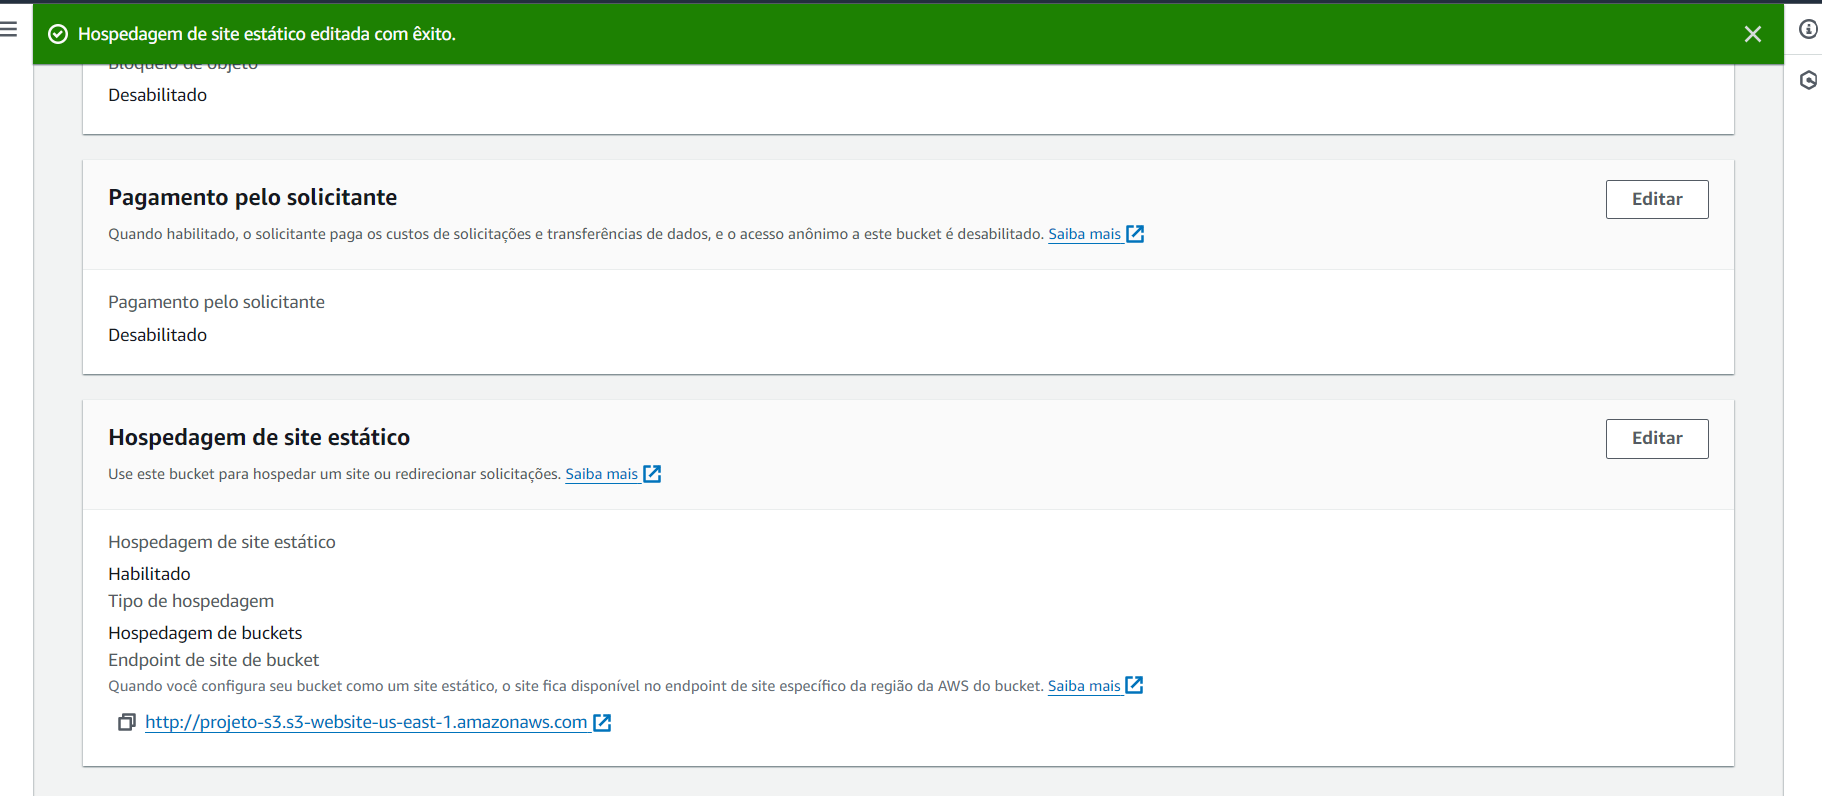 Hospedagem de site estático editada com êxito.
Bloqueio de objeto
Desabilitado
Pagamento pelo solicitante
Editar
Quando habilitado, o solicitante paga os custos de solicitações e transferências de dados, e o acesso anônimo a este bucket é desabilitado. Saiba mais
Pagamento pelo solicitante
Desabilitado
Hospedagem de site estático
Editar
Use este bucket para hospedar um site ou redirecionar solicitações. Saiba mais
Hospedagem de site estático
Habilitado
Tipo de hospedagem
Hospedagem de buckets
Endpoint de site de bucket
Quando você configura seu bucket como um site estático, o site fica disponível no endpoint de site específico da região da AWS do bucket. Saiba mais
http://projeto-s3.s3-website-us-east-1.amazonaws.com